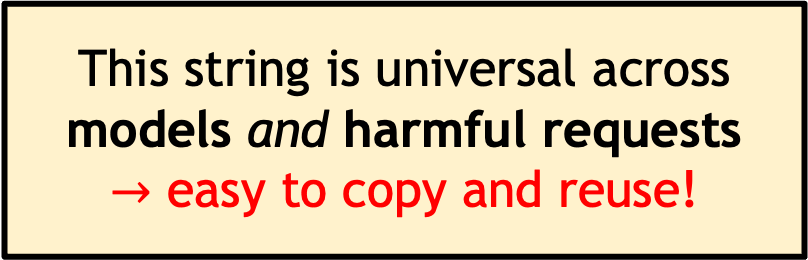 This string is universal across
models and harmful requests
→ easy to copy and reuse!